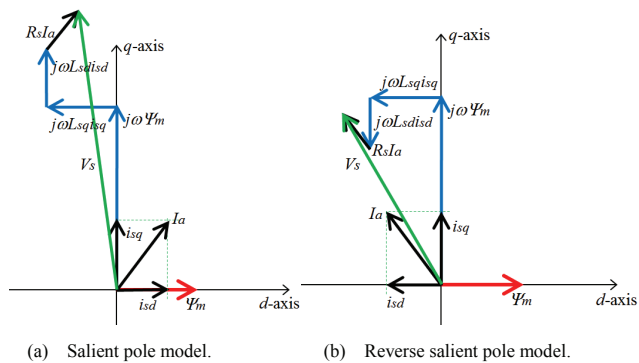 q-axis
RsIa
jωLsdisd
jωLsqisq
jωΨm
Vs
Ia
isq
isd
Ψm
d-axis
(a) Salient pole model.
q-axis
jωLsqisq
jωΨm
jωLsdisd
RsIa
Vs
Ia
isq
isd
Ψm
d-axis
(b) Reverse salient pole model.